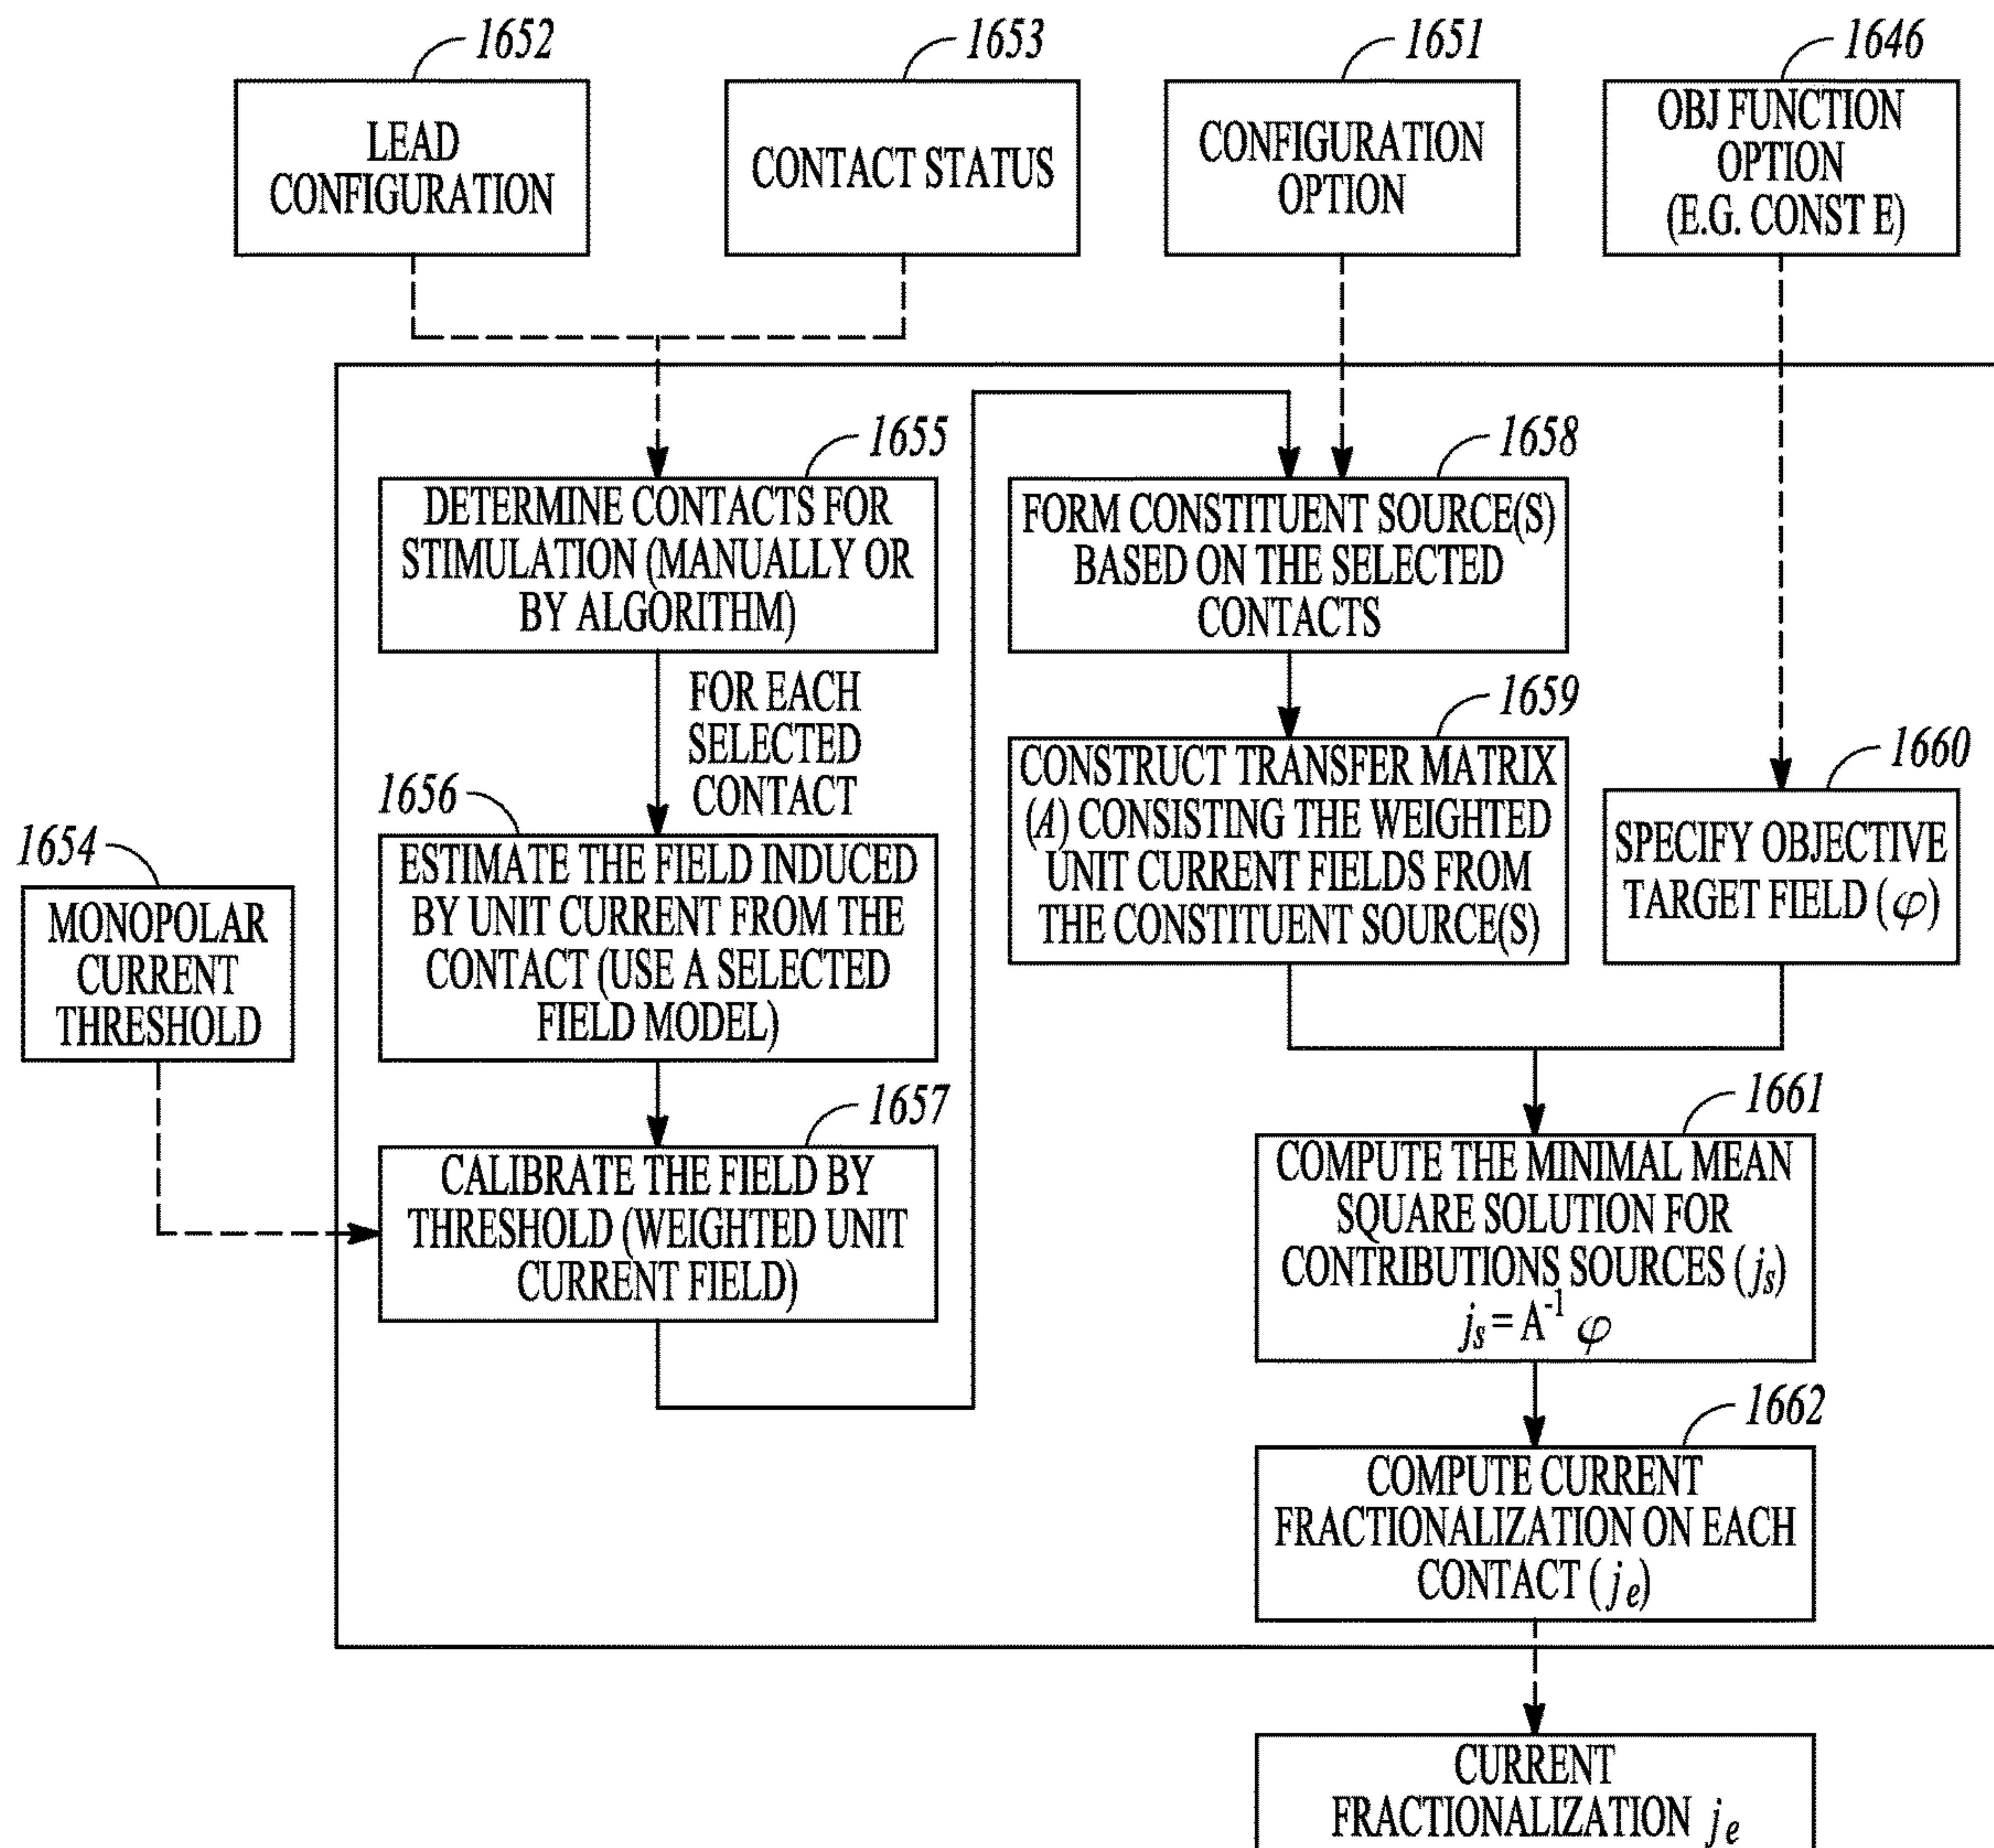 1652
LEAD
CONFIGURATION
1653
CONTACT STATUS
1651
CONFIGURATION
OPTION
1646
OBJ FUNCTION
OPTION
(E.G. CONST E)
1655
DETERMINE CONTACTS FOR
STIMULATION (MANUALLY OR
BY ALGORITHM)
FOR EACH
SELECTED
CONTACT
1656
ESTIMATE THE FIELD INDUCED
BY UNIT CURRENT FROM THE
CONTACT (USE A SELECTED
FIELD MODEL)
1654
MONOPOLAR
CURRENT
THRESHOLD
1657
CALIBRATE THE FIELD BY
THRESHOLD (WEIGHTED UNIT
CURRENT FIELD)
1658
FORM CONSTITUENT SOURCE(S)
BASED ON THE SELECTED
CONTACTS
1659
CONSTRUCT TRANSFER MATRIX
(A) CONSISTING THE WEIGHTED
UNIT CURRENT FIELDS FROM
THE CONSTITUENT SOURCE(S)
1660
SPECIFY OBJECTIVE
TARGET FIELD (φ)
1661
COMPUTE THE MINIMAL MEAN
SQUARE SOLUTION FOR
CONTRIBUTIONS SOURCES (jₛ)
jₛ = A⁻¹ φ
1662
COMPUTE CURRENT
FRACTIONALIZATION ON EACH
CONTACT (jₑ)
CURRENT
FRACTIONALIZATION jₑ